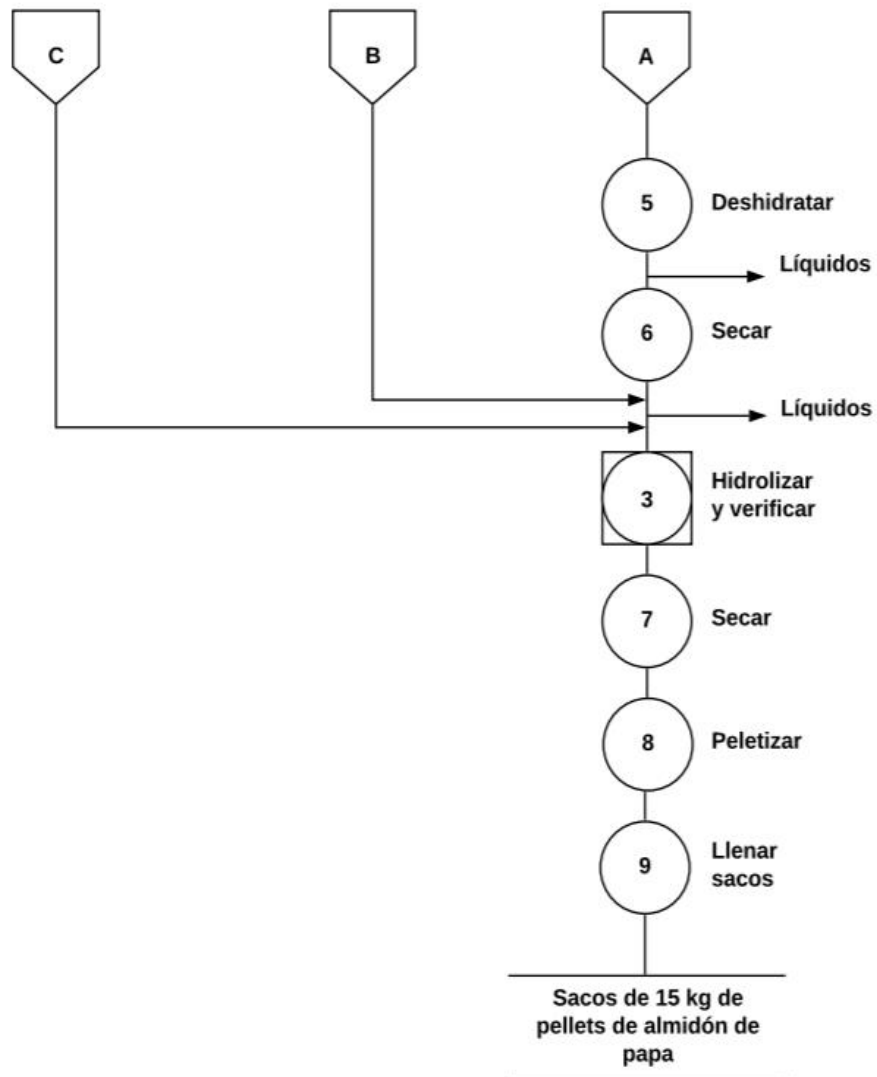 C
B
A
5
Deshidratar
Líquidos
6
Secar
Líquidos
3
Hidrolizar
y verificar
7
Secar
8
Peletizar
9
Llenar
sacos
Sacos de 15 kg de
pellets de almidón de
papa